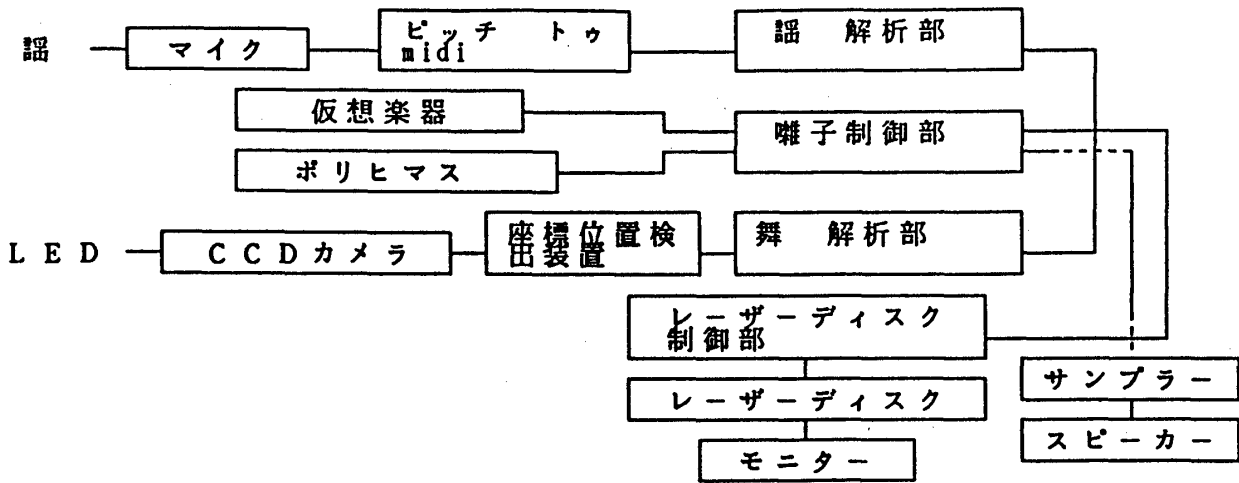 謡
マイク
ピッチ トゥ
midi
謡 解析部
仮想楽器
囃子制御部
ポリヒマス
LED
CCDカメラ
座標位置検
出装置
舞 解析部
レーザーディスク
制御部
サンプラー
レーザーディスク
スピーカー
モニター